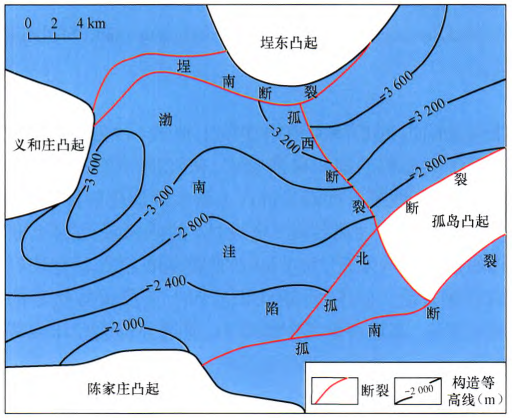 0 2 4 km
埕东凸起
埕
南
断
裂
-3 600
渤
孤
西
断
裂
-3 200
-3 200
义和庄凸起
-3 600
-3 200
南
-2 800
-2 800
断
裂
孤岛凸起
洼
北
裂
-2 400
陷
孤
断
南
-2 000
孤
陈家庄凸起
断裂
-2 000
构造等
高线(m)